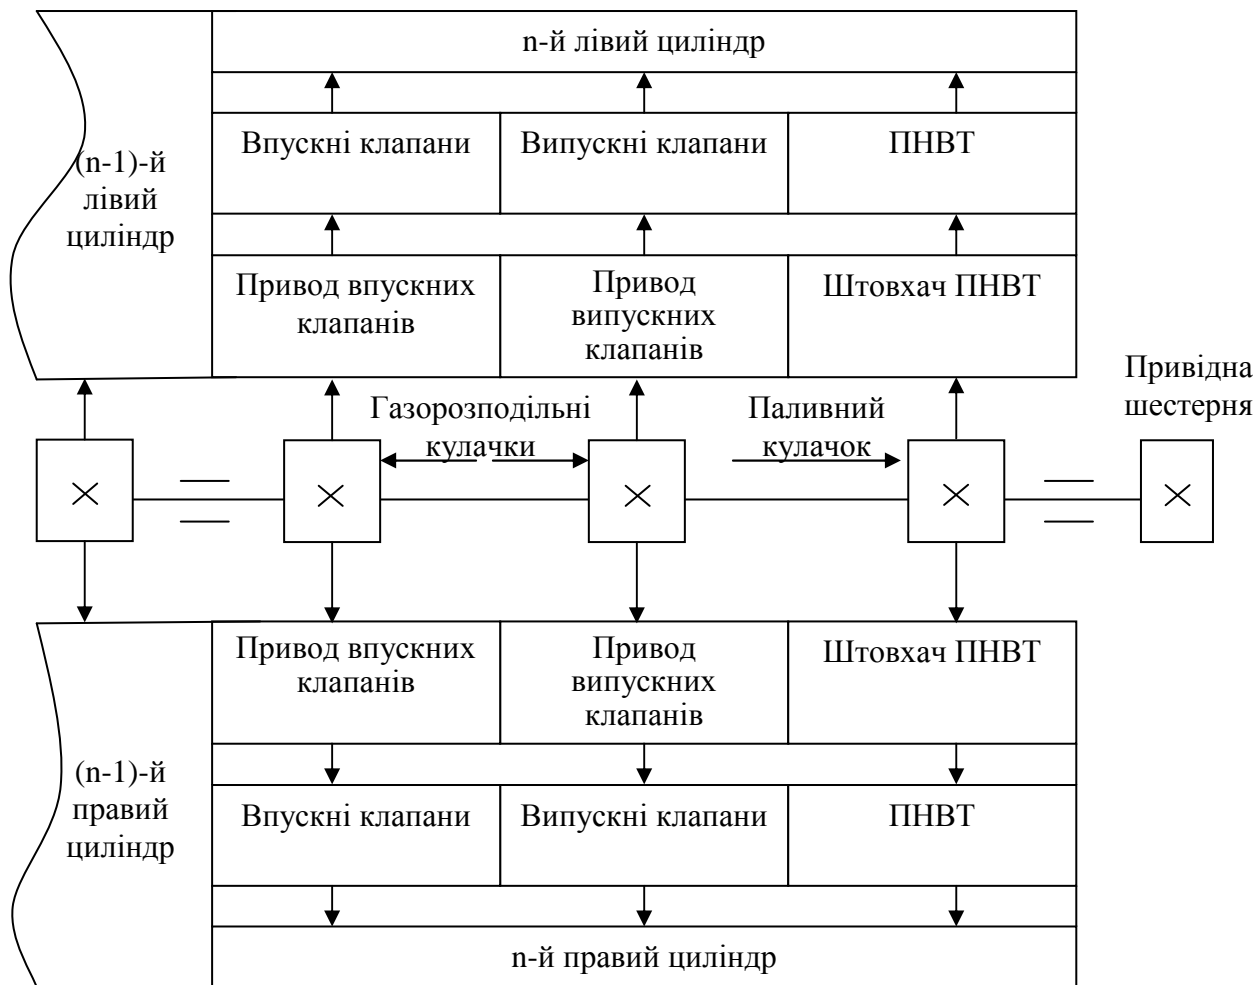 n-й лівий циліндр
Впускні клапани
Випускні клапани
ПНВТ
(n-1)-й
лівий
циліндр
Привод впускних
клапанів
Привод
випускних
клапанів
Штовхач ПНВТ
Привідна
шестерня
Газорозподільні
кулачки
Паливний
кулачок
Привод впускних
клапанів
Привод
випускних
клапанів
Штовхач ПНВТ
(n-1)-й
правий
циліндр
Впускні клапани
Випускні клапани
ПНВТ
n-й правий циліндр